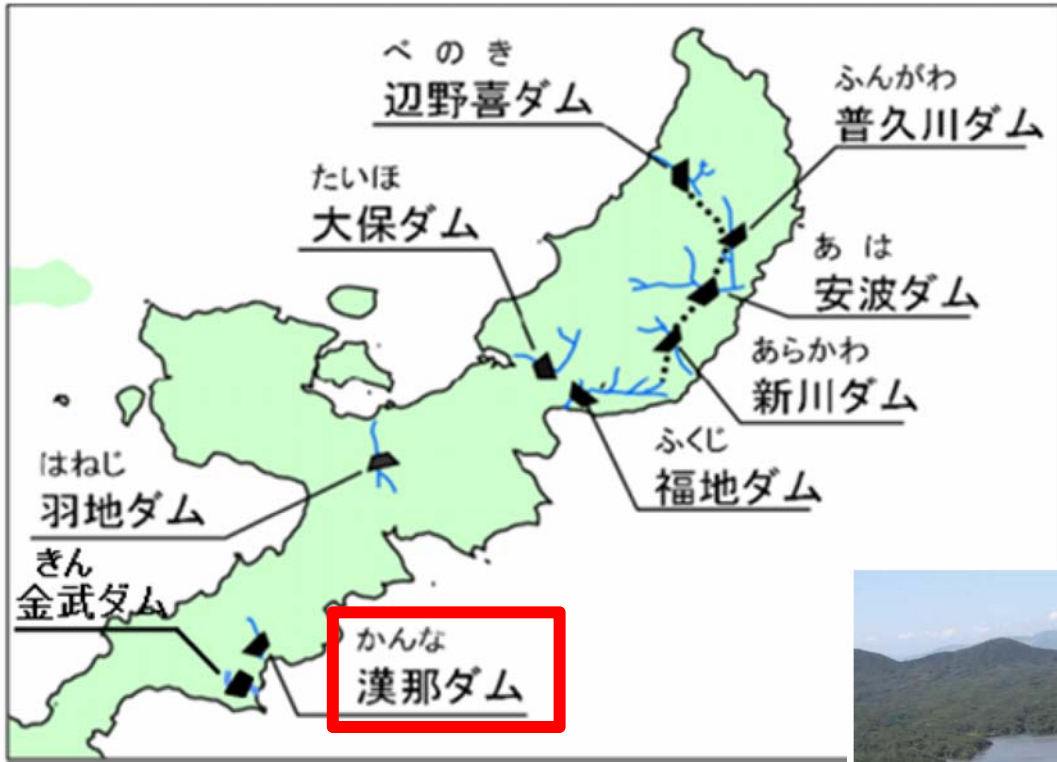 べのき
辺野喜ダム
ふんがわ
普久川ダム
たいほ
大保ダム
あは
安波ダム
あらかわ
新川ダム
ふくじ
福地ダム
はねじ
羽地ダム
きん
金武ダム
かんな
漢那ダム